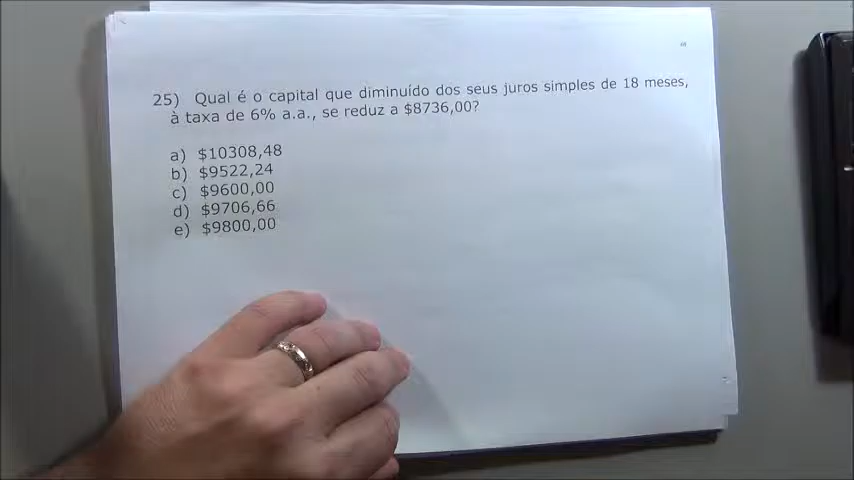 25) Qual é o capital que diminuído dos seus juros simples de 18 meses,
à taxa de 6% a.a., se reduz a $8736,00?
a) $10308,48
b) $9522,24
c) $9600,00
d) $9706,66
e) $9800,00